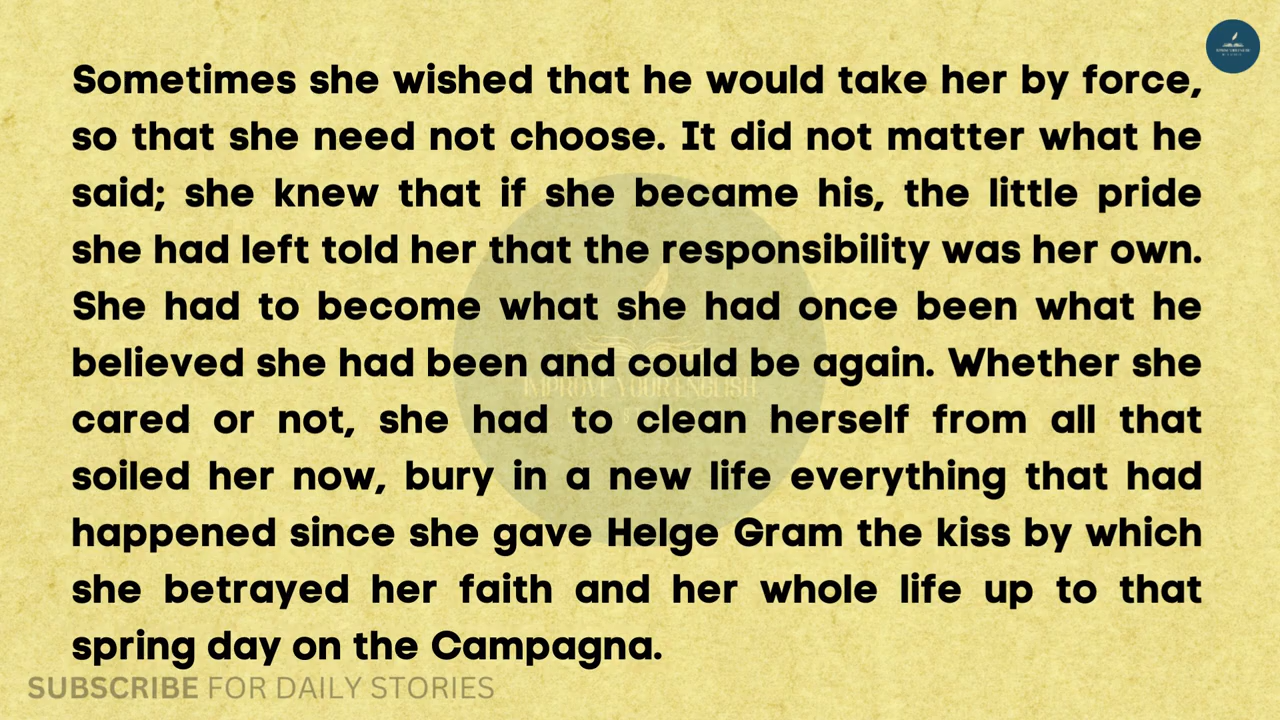 Sometimes she wished that he would take her by force,
so that she need not choose. It did not matter what he
said; she knew that if she became his, the little pride
she had left told her that the responsibility was her own.
She had to become what she had once been what he
believed she had been and could be again. Whether she
cared or not, she had to clean herself from all that
soiled her now, bury in a new life everything that had
happened since she gave Helge Gram the kiss by which
she betrayed her faith and her whole life up to that
spring day on the Campagna.
IMPROVE YOUR ENGLISH
SUBSCRIBE FOR DAILY STORIES